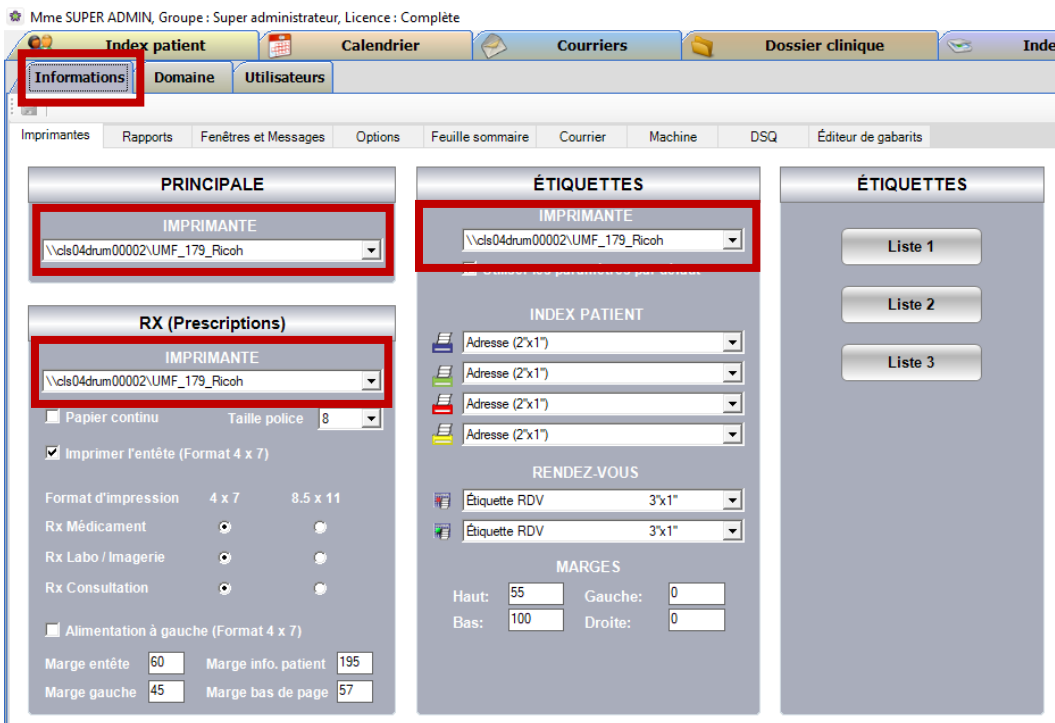 Mme SUPER ADMIN, Groupe : Super administrateur, Licence : Complète
Index patient Calendrier Courriers Dossier clinique Inde
Informations Domaine Utilisateurs
Imprimantes Rapports Fenêtres et Messages Options Feuille sommaire Courrier Machine DSQ Éditeur de gabarits
PRINCIPALE
IMPRIMANTE
\\cls04drum00002\UMF_179_Ricoh
RX (Prescriptions)
IMPRIMANTE
\\cls04drum00002\UMF_179_Ricoh
Papier continu Taille police 8
Imprimer l'entête (Format 4 x 7)
Format d'impression 4 x 7 8.5 x 11
Rx Médicament
Rx Labo / Imagerie
Rx Consultation
Alimentation à gauche (Format 4 x 7)
Marge entête 60 Marge info. patient 195
Marge gauche 45 Marge bas de page 57
ÉTIQUETTES
IMPRIMANTE
\\cls04drum00002\UMF_179_Ricoh
Utiliser les paramètres par défaut
INDEX PATIENT
Adresse (2"x1")
Adresse (2"x1")
Adresse (2"x1")
Adresse (2"x1")
RENDEZ-VOUS
Étiquette RDV 3"x1"
Étiquette RDV 3"x1"
MARGES
Haut: 55 Gauche: 0
Bas: 100 Droite: 0
ÉTIQUETTES
Liste 1
Liste 2
Liste 3